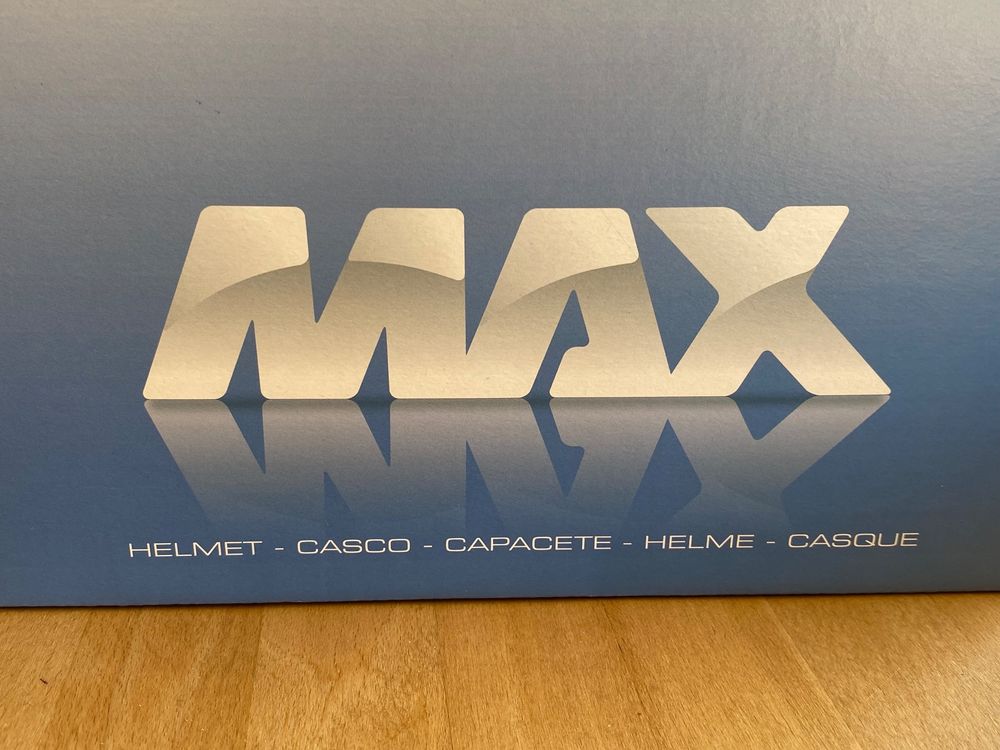 MAX
HELMET - CASCO - CAPACETE - HELME - CASQUE